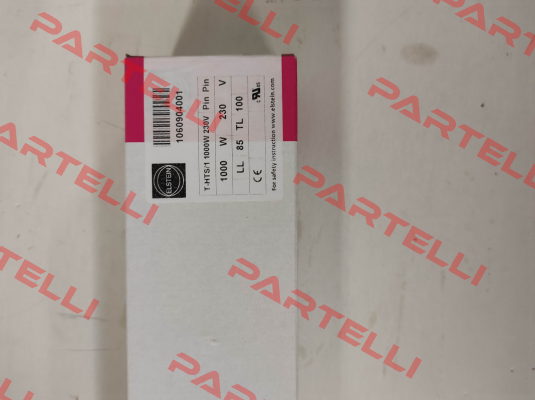 1060904001
ELSTEIN
T-HTS/1 1000W 230V Pin Pin
1000 W 230 V
LL 85 TL 100
CE
For safety instruction www.elstein.com
PARTELLI
PARTELLI
PARTELLI
PARTELLI
PARTELLI
PARTELLI